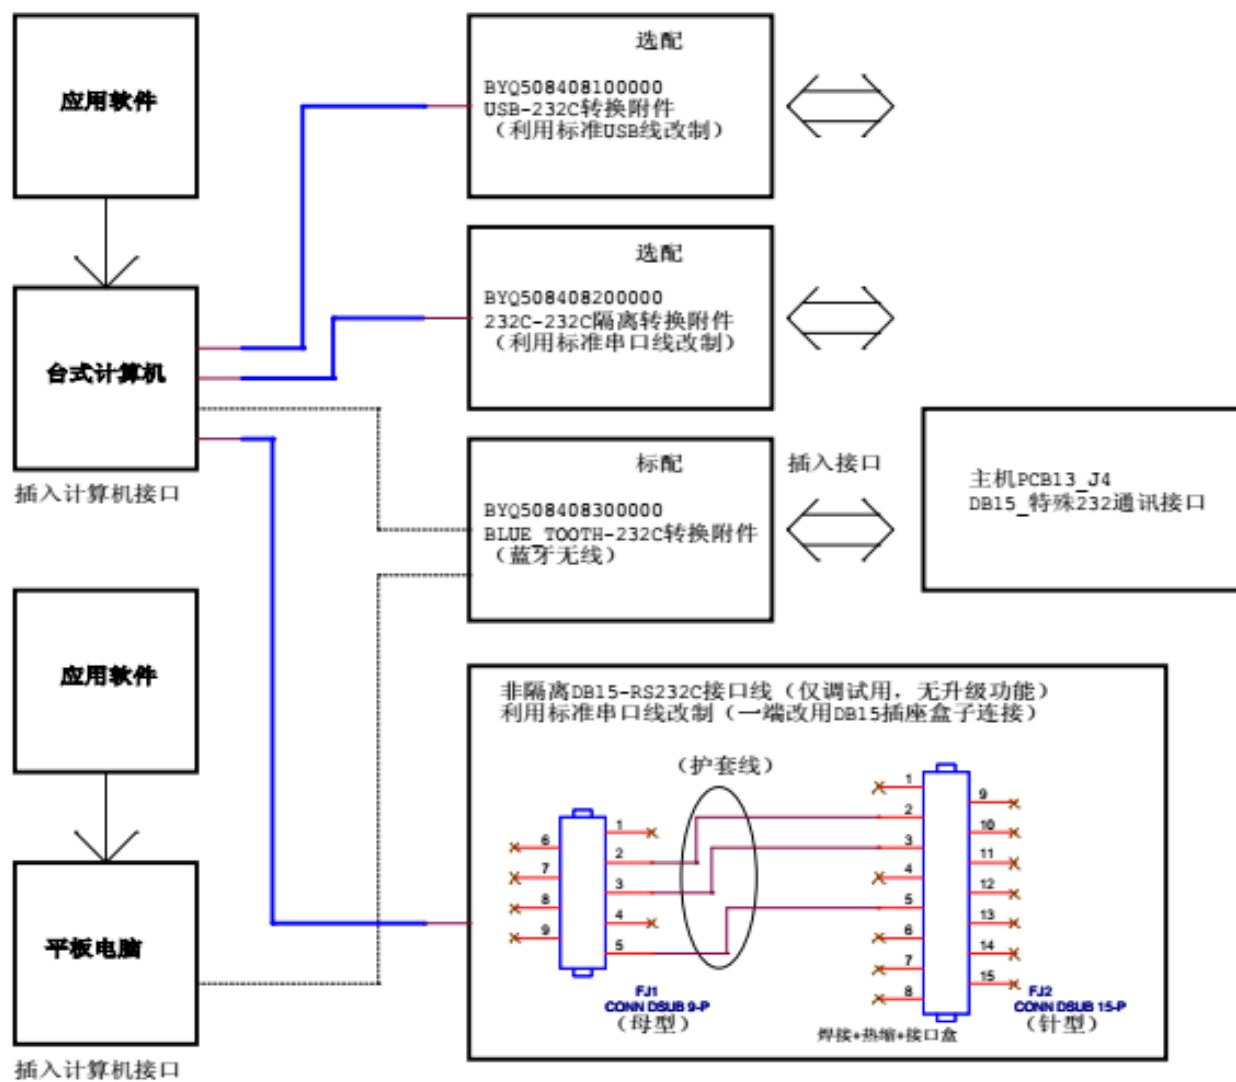 应用软件
台式计算机
插入计算机接口
应用软件
平板电脑
插入计算机接口
选配
BYQ508408100000
USB-232C转换附件
（利用标准USB线改制）
选配
BYQ508408200000
232C-232C隔离转换附件
（利用标准串口线改制）
标配
BYQ508408300000
BLUE_TOOTH-232C转换附件
（蓝牙无线）
插入接口
主机PCB13_J4
DB15_特殊232通讯接口
非隔离DB15-RS232C接口线（仅调试用，无升级功能）
利用标准串口线改制（一端改用DB15插座盒子连接）
（护套线）
6
7
8
9
1
2
3
4
5
FJ1
CONN DSUB 9-P
（母型）
1
2
3
4
5
6
7
8
9
10
11
12
13
14
15
FJ2
CONN DSUB 15-P
（针型）
焊接+热缩+接口盒